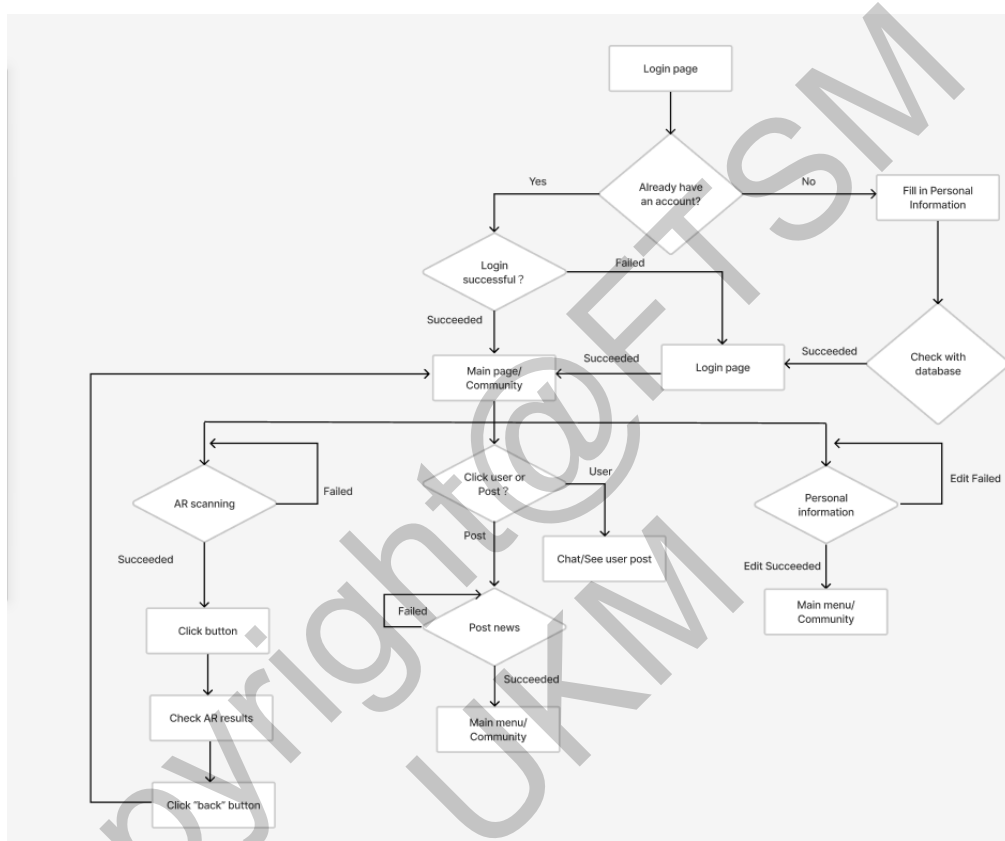 Login page
Already have
an account?
Yes
No
Fill in Personal
Information
Login
successful ?
Failed
Succeeded
Check with
database
Succeeded
Login page
Succeeded
Main page/
Community
AR scanning
Failed
Click user or
Post ?
User
Personal
information
Edit Failed
Post
Chat/See user post
Succeeded
Edit Succeeded
Click button
Failed
Post news
Main menu/
Community
Succeeded
Check AR results
Main menu/
Community
Click "back" button
pyright@FTSM
UKM